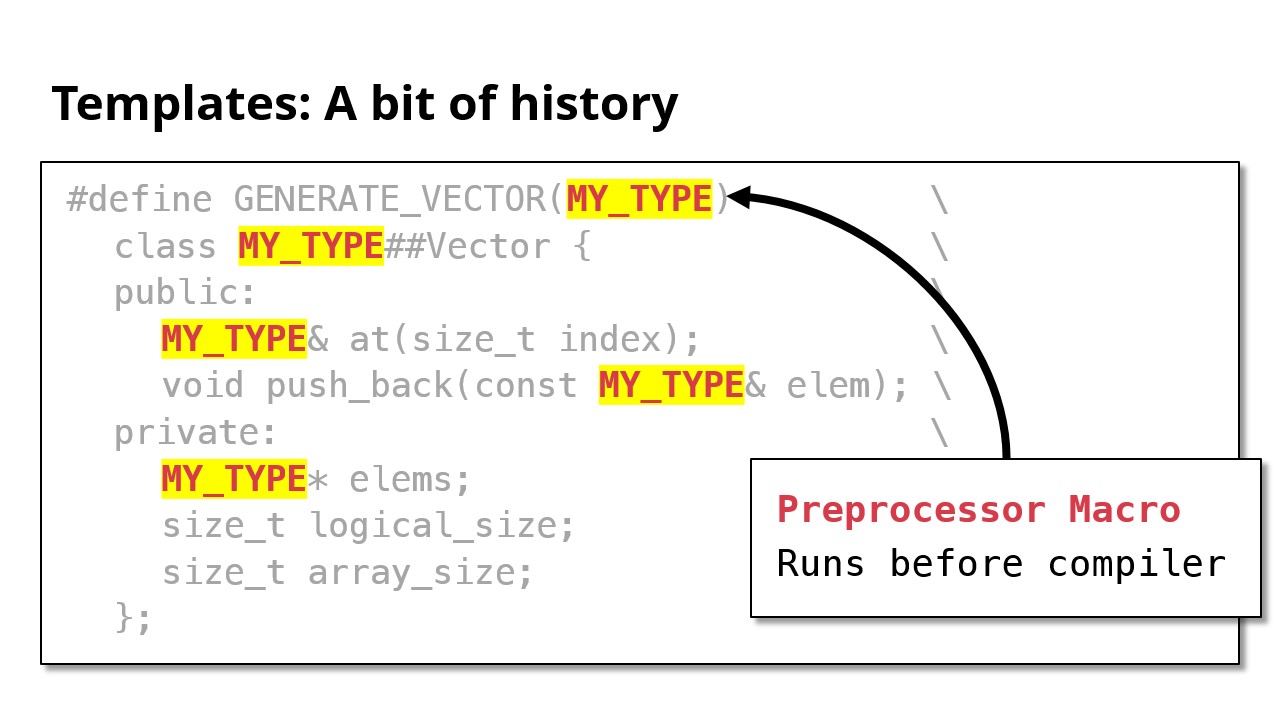 Templates: A bit of history
#define GENERATE_VECTOR(MY_TYPE) \
class MY_TYPE##Vector { \
public: \
MY_TYPE& at(size_t index); \
void push_back(const MY_TYPE& elem); \
private: \
MY_TYPE* elems;
size_t logical_size;
size_t array_size;
};
Preprocessor Macro
Runs before compiler